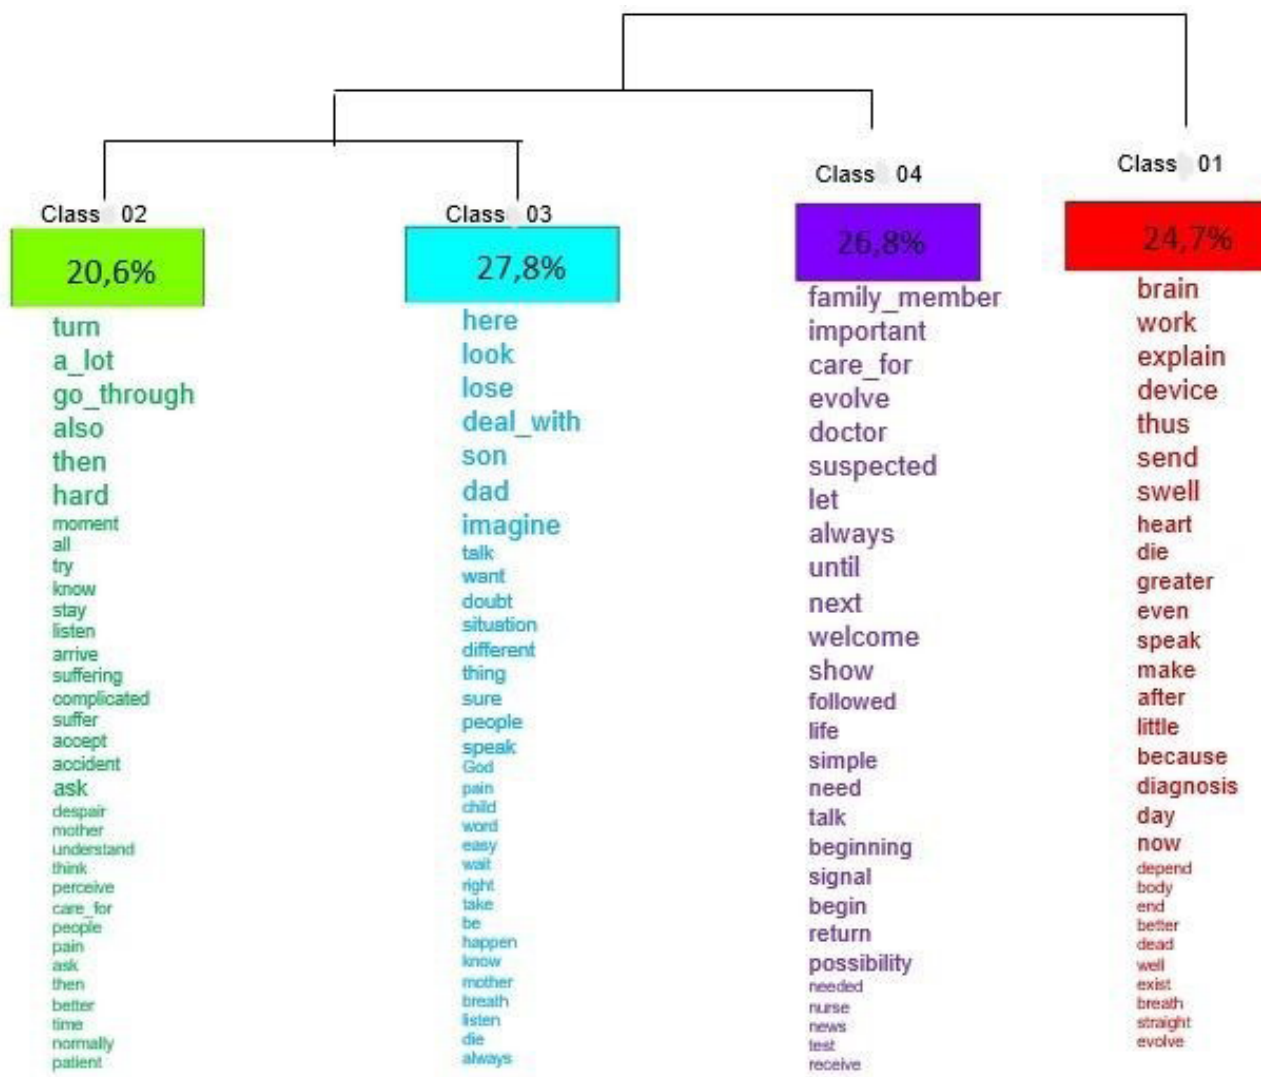 Class 02
20,6%
turn
a_lot
go_through
also
then
hard
moment
all
try
know
stay
listen
arrive
suffering
complicated
suffer
accept
accident
ask
despair
mother
understand
think
perceive
care_for
people
pain
ask
then
better
time
normally
patient
Class 03
27,8%
here
look
lose
deal_with
son
dad
imagine
talk
want
doubt
situation
different
thing
sure
people
speak
God
pain
child
word
easy
wait
right
take
be
happen
know
mother
breath
listen
die
always
Class 04
26,8%
family_member
important
care_for
evolve
doctor
suspected
let
always
until
next
welcome
show
followed
life
simple
need
talk
beginning
signal
begin
return
possibility
needed
nurse
news
test
receive
Class 01
24,7%
brain
work
explain
device
thus
send
swell
heart
die
greater
even
speak
make
after
little
because
diagnosis
day
now
depend
body
end
better
dead
well
exist
breath
straight
evolve